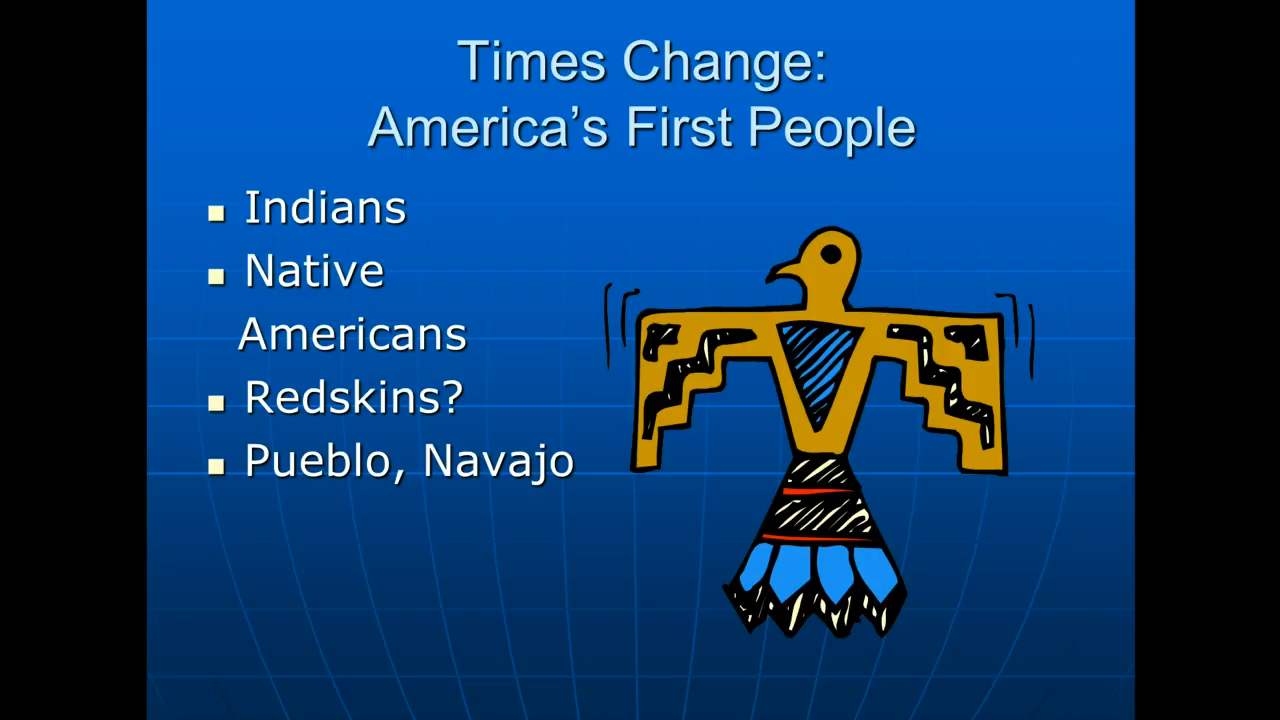 Times Change:
America’s First People
Indians
Native
Americans
Redskins?
Pueblo, Navajo